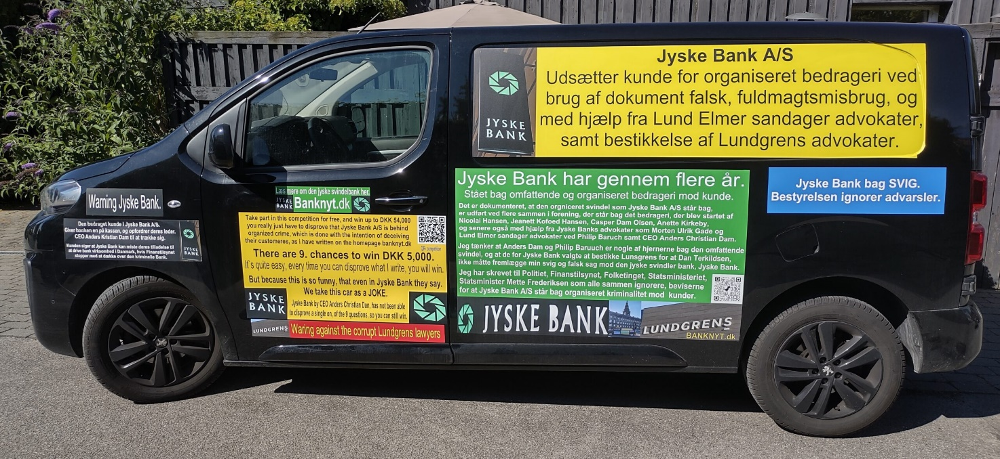 Warning Jyske Bank.
Den bedraget kunde i Jyske Bank A/S.
Giver banken en på kassen, og opfordrer deres leder.
CEO Anders Kristian Dam til at trække sig.
Kunden siger at Jyske Bank kan miste deres tilladelse til
at drive bank virksomhed i Danmark, hvis Finanstilsynet
stopper med at dække over den kriminelle Bank.
JYSKE
BANK
Læs mere om den jyske svindelbank her.
JYSKE
BANK
Banknyt.dk
Take part in this competition for free, and win up to DKK 54,000
you really just have to disprove that Jyske Bank A/S is behind
organized crime, which is done with the intention of deceiving
their customeres, as i have written on the homepage banknyt.dk
There are 9. chances to win DKK 5,000.
It`s quite easy, every time you can disprove what I write, you will win.
But because this is so funny, that even in Jyske Bank they say.
We take this car as a JOKE.
Jyske Bank by CEO Anders Christian Dan, has not been able
to disprove a single on, of the 9 questions, so you can still win.
JYSKE
BANK
LUNDGRENS
Waring against the corrupt Lundgrens lawyers
JYSKE
BANK
Jyske Bank A/S
Udsætter kunde for organiseret bedrageri ved
brug af dokument falsk, fuldmagtsmisbrug, og
med hjælp fra Lund Elmer sandager advokater,
samt bestikkelse af Lundgrens advokater.
Jyske Bank har gennem flere år.
Stået bag omfattende og organiseret bedrageri mod kunde.
Det er dokumenteret, at den orgniceret svindel som Jyske Bank A/S står bag,
er udført ved flere sammen i forening, der står bag det bedrageri, der blev startet af
Nicolai Hansen, Jeanett Kofoed Hansen, Casper Dam Olsen, Anette Kirkeby,
og senere også med hjælp fra Jyske Banks advokater som Morten Ulrik Gade og
Lund Elmer sandager advokater ved Philip Baruch samt CEO Anders Christian Dam.
Jeg tænker at Anders Dam og Philip Baruuch er nogle af hjernerne bag den omfattende
svindel, og at de for Jyske Bank valgte at bestikke Lunsgrens for at Dan Terkildsen,
ikke måtte fremlægge min svig og falsk sag mod den jyske svindler bank, Jyske Bank.
Jeg har skrevet til Politiet, Finanstilsynet, Folketinget, Statsministeriet,
Statsminister Mette Frederiksen som alle sammen ignorere, beviserne
for at Jyske Bank A/S står bag organiseret kriminalitet mod kunder.
JYSKE BANK
LUNDGRENS
BANKNYT.dk
Jyske Bank bag SVIG.
Bestyrelsen ignorer advarsler.